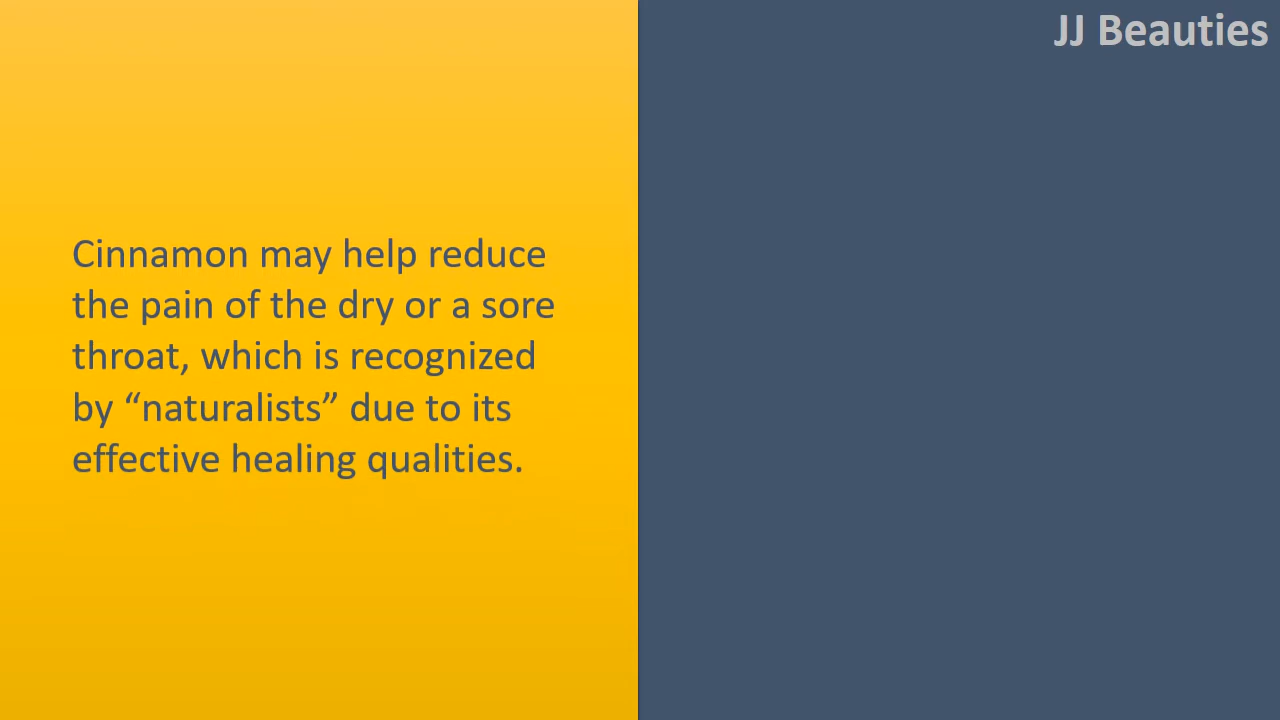 JJ Beauties
Cinnamon may help reduce
the pain of the dry or a sore
throat, which is recognized
by “naturalists” due to its
effective healing qualities.